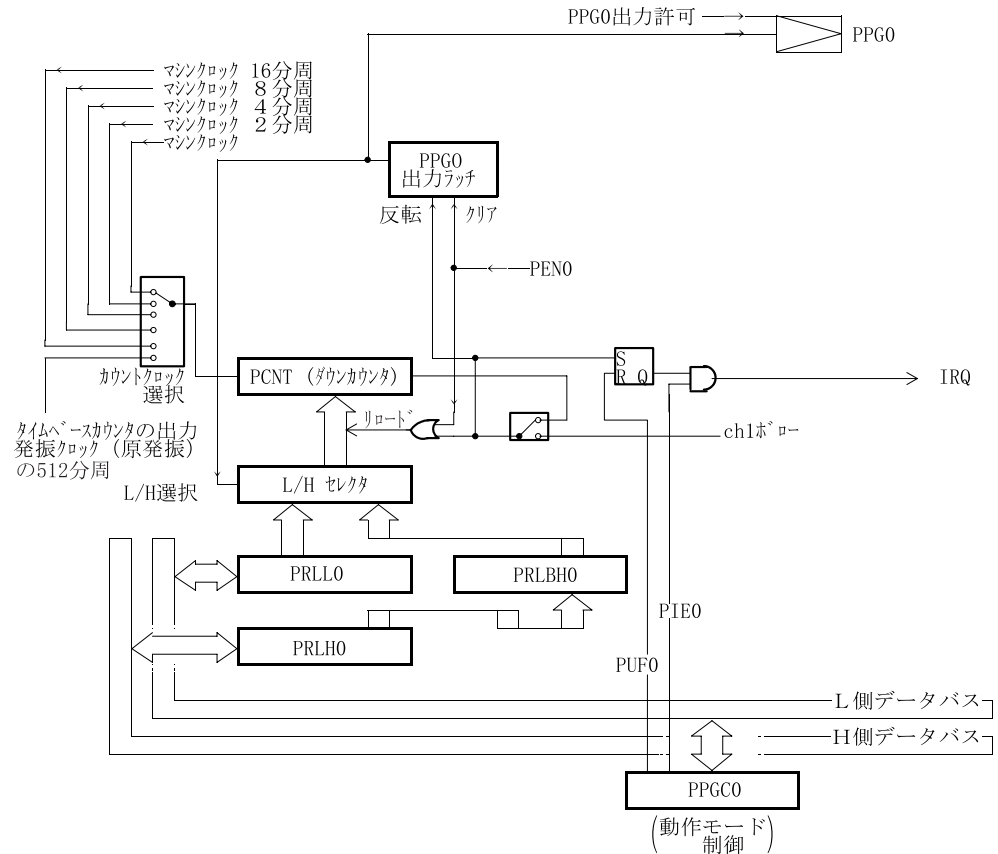 PPG0出力許可
PPG0
ﾏｼﾝｸﾛｯｸ 16分周
ﾏｼﾝｸﾛｯｸ 8分周
ﾏｼﾝｸﾛｯｸ 4分周
ﾏｼﾝｸﾛｯｸ 2分周
ﾏｼﾝｸﾛｯｸ
PPG0
出力ﾗｯﾁ
反転
ｸﾘｱ
PEN0
ｶｳﾝﾄｸﾛｯｸ
選択
PCNT (ﾀﾞｳﾝｶｳﾝﾀ)
S
R Q
IRQ
ﾘﾛｰﾄﾞ
ch1ﾎﾞﾛｰ
ﾀｲﾑﾍﾞｰｽｶｳﾝﾀの出力
発振ｸﾛｯｸ (原発振)
の512分周
L/H選択
L/H ｾﾚｸﾀ
PRLL0
PRLBH0
PIE0
PRLH0
PUF0
L側データバス
H側データバス
PPGC0
(動作モード
制御)